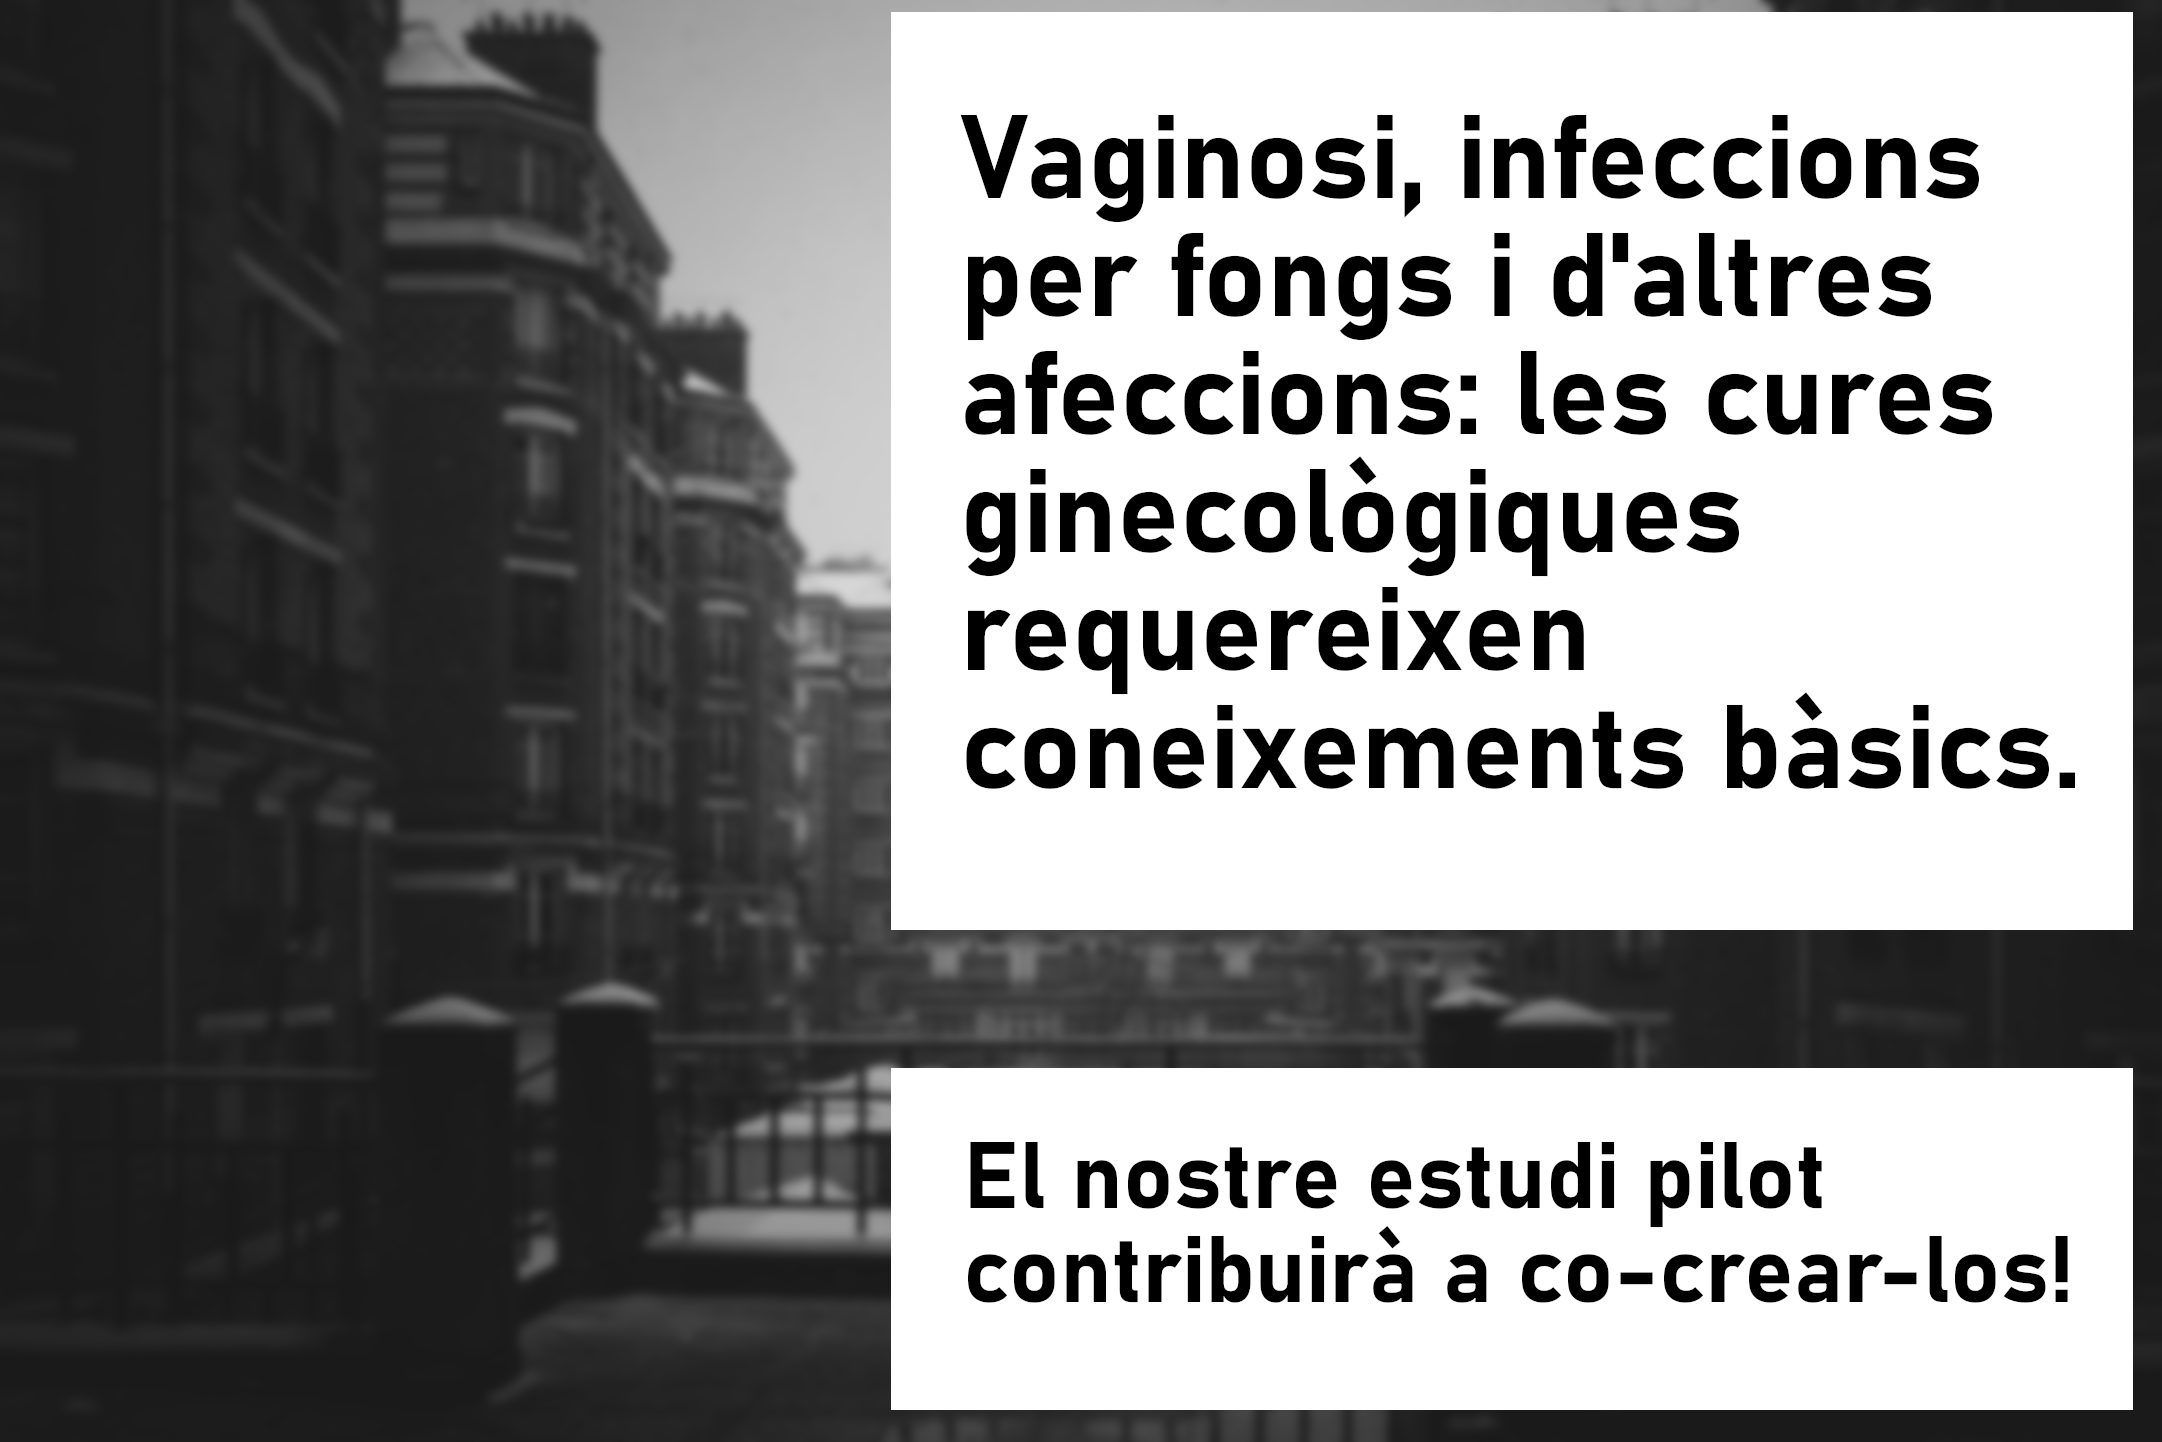 Vaginosi, infeccions
per fongs i d'altres
afeccions: les cures
ginecològiques
requereixen
coneixements bàsics.
El nostre estudi pilot
contribuirà a co-crear-los!